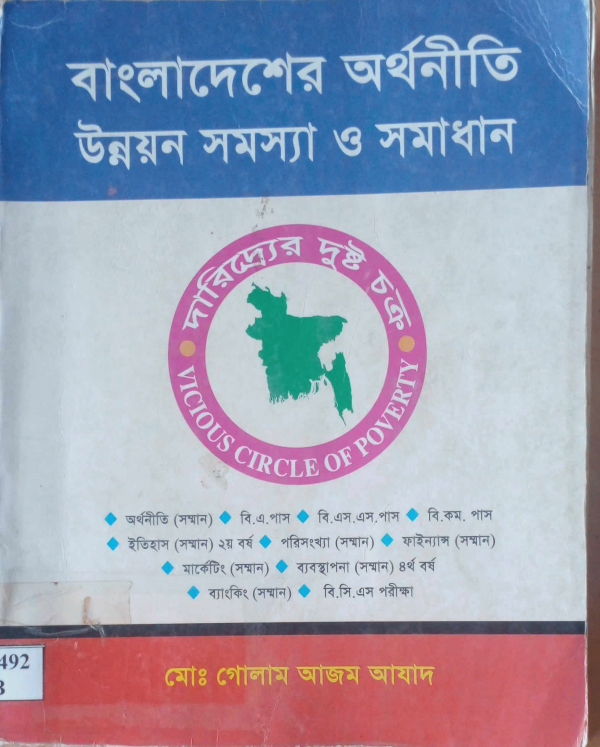 বাংলাদেশের অর্থনীতি
উন্নয়ন সমস্যা ও সমাধান
দারিদ্র্যের দুষ্ট চক্র
VICIOUS CIRCLE OF POVERTY
◆ অর্থনীতি (সম্মান) ◆ বি.এ.পাস ◆ বি.এস.এস.পাস ◆ বি.কম. পাস
◆ ইতিহাস (সম্মান) ২য় বর্ষ ◆ পরিসংখ্যা (সম্মান) ◆ ফাইন্যান্স (সম্মান)
◆ মার্কেটিং (সম্মান) ◆ ব্যবস্থাপনা (সম্মান) ৪র্থ বর্ষ
◆ ব্যাংকিং (সম্মান) ◆ বি.সি.এস পরীক্ষা
492
মোঃ গোলাম আজম আযাদ